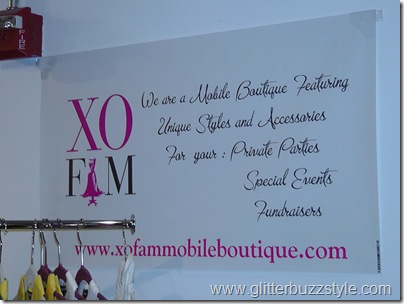 FIRE
XO
FAM
We are a Mobile Boutique Featuring
Unique Styles and Accessories
For your : Private Parties
Special Events
Fundraisers
www.xofammobileboutique.com
www.glitterbuzzstyle.com